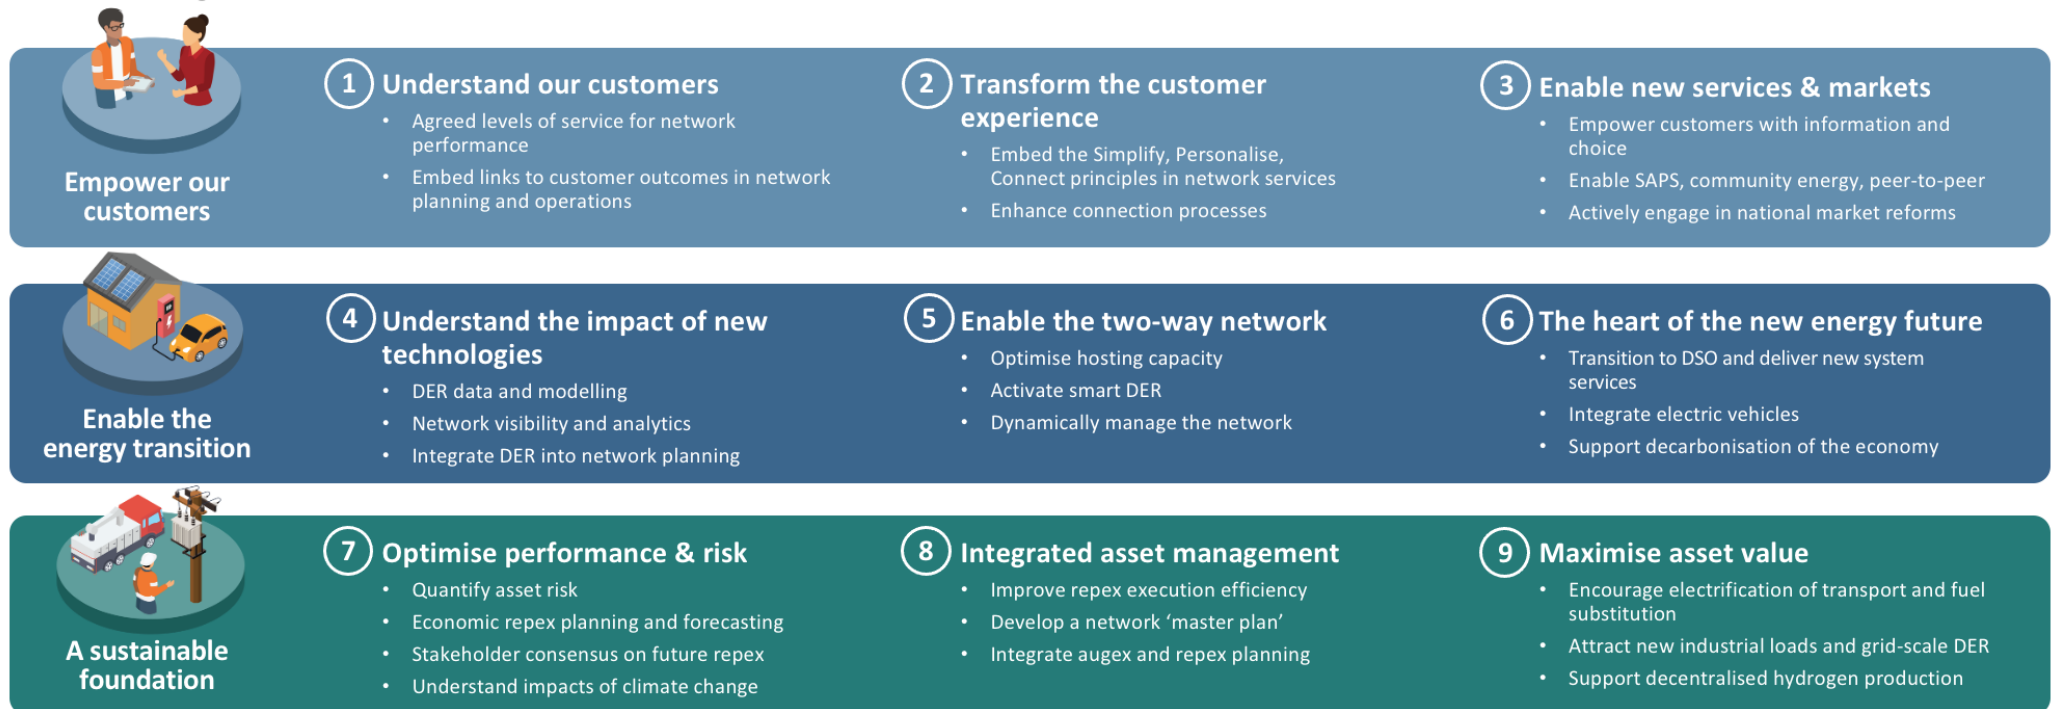 Empower our
customers
1 Understand our customers
• Agreed levels of service for network
performance
• Embed links to customer outcomes in network
planning and operations
2 Transform the customer
experience
• Embed the Simplify, Personalise,
Connect principles in network services
• Enhance connection processes
3 Enable new services & markets
• Empower customers with information and
choice
• Enable SAPS, community energy, peer-to-peer
• Actively engage in national market reforms
Enable the
energy transition
4 Understand the impact of new
technologies
• DER data and modelling
• Network visibility and analytics
• Integrate DER into network planning
5 Enable the two-way network
• Optimise hosting capacity
• Activate smart DER
• Dynamically manage the network
6 The heart of the new energy future
• Transition to DSO and deliver new system
services
• Integrate electric vehicles
• Support decarbonisation of the economy
A sustainable
foundation
7 Optimise performance & risk
• Quantify asset risk
• Economic repex planning and forecasting
• Stakeholder consensus on future repex
• Understand impacts of climate change
8 Integrated asset management
• Improve repex execution efficiency
• Develop a network ‘master plan’
• Integrate augex and repex planning
9 Maximise asset value
• Encourage electrification of transport and fuel
substitution
• Attract new industrial loads and grid-scale DER
• Support decentralised hydrogen production